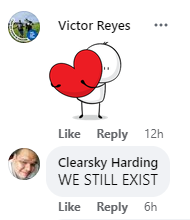 Victor Reyes
Like Reply 12h
Clearsky Harding
WE STILL EXIST
Like Reply 6h